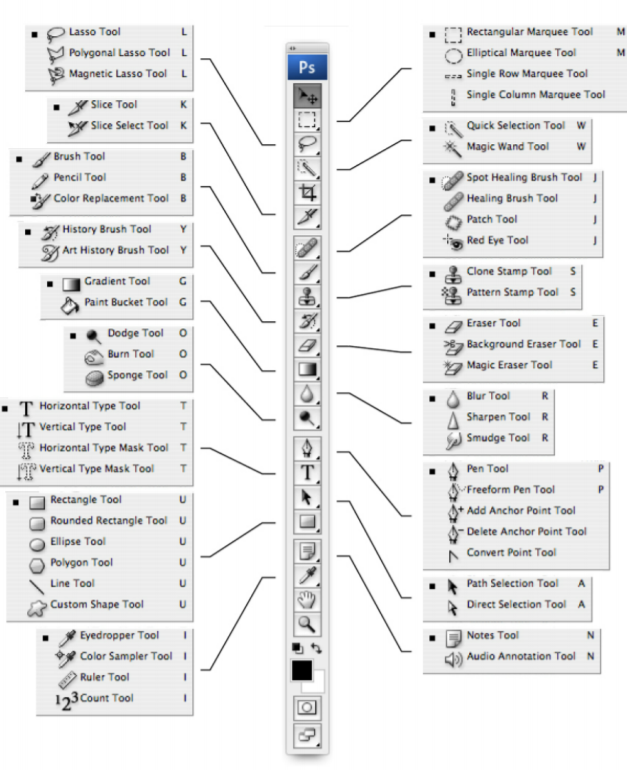 Lasso Tool L
Polygonal Lasso Tool L
Magnetic Lasso Tool L
Slice Tool K
Slice Select Tool K
Brush Tool B
Pencil Tool B
Color Replacement Tool B
History Brush Tool Y
Art History Brush Tool Y
Gradient Tool G
Paint Bucket Tool G
Dodge Tool O
Burn Tool O
Sponge Tool O
Horizontal Type Tool T
Vertical Type Tool T
Horizontal Type Mask Tool T
Vertical Type Mask Tool T
Rectangle Tool U
Rounded Rectangle Tool U
Ellipse Tool U
Polygon Tool U
Line Tool U
Custom Shape Tool U
Eyedropper Tool I
Color Sampler Tool I
Ruler Tool I
123 Count Tool I
Ps
T
Rectangular Marquee Tool M
Elliptical Marquee Tool M
Single Row Marquee Tool
Single Column Marquee Tool
Quick Selection Tool W
Magic Wand Tool W
Spot Healing Brush Tool J
Healing Brush Tool J
Patch Tool J
Red Eye Tool J
Clone Stamp Tool S
Pattern Stamp Tool S
Eraser Tool E
Background Eraser Tool E
Magic Eraser Tool E
Blur Tool R
Sharpen Tool R
Smudge Tool R
Pen Tool P
Freeform Pen Tool P
Add Anchor Point Tool
Delete Anchor Point Tool
Convert Point Tool
Path Selection Tool A
Direct Selection Tool A
Notes Tool N
Audio Annotation Tool N